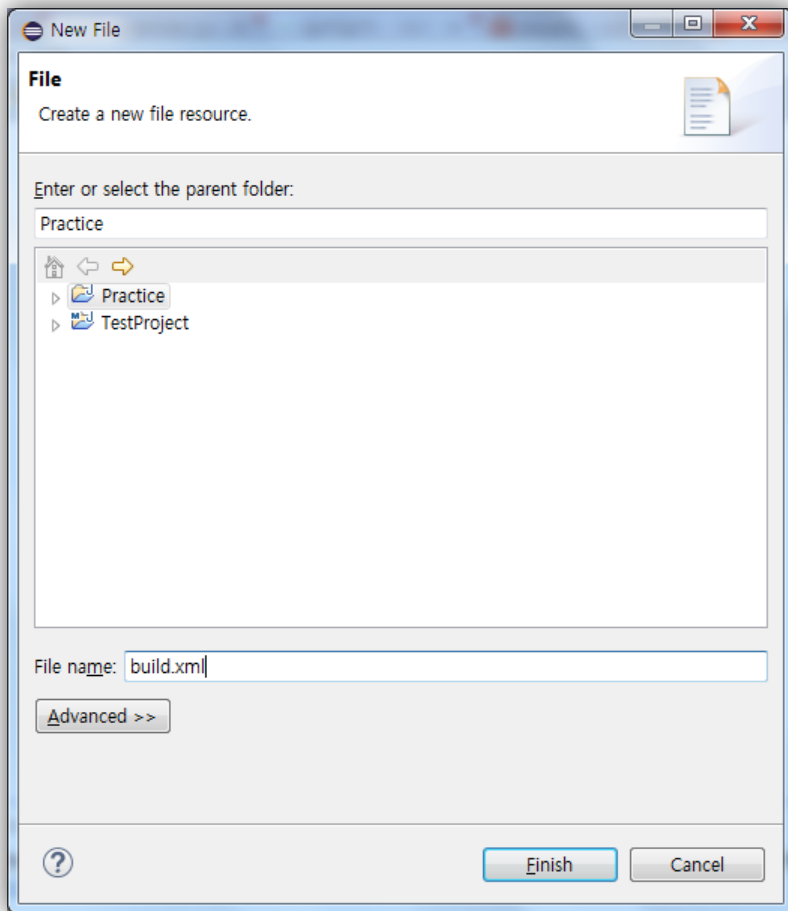 New File
File
Create a new file resource.
Enter or select the parent folder:
Practice
Practice
TestProject
File name: build.xml
Advanced >>
Finish
Cancel